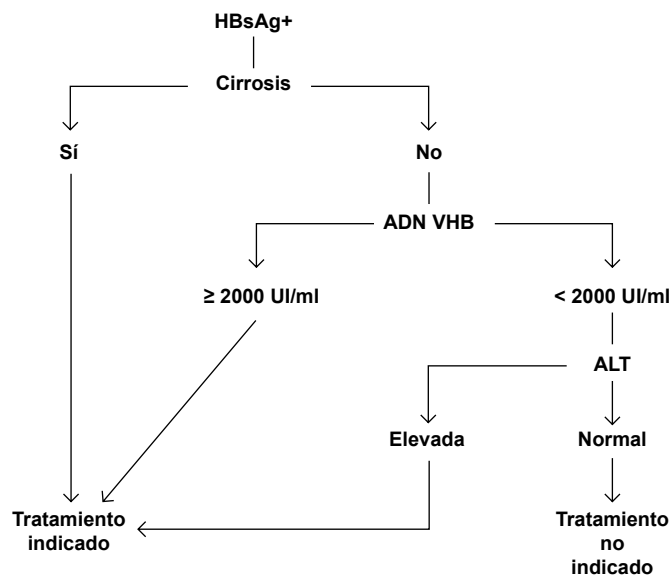 HBsAg+
Cirrosis
Sí
No
ADN VHB
≥ 2000 UI/ml
< 2000 UI/ml
ALT
Elevada
Normal
Tratamiento
indicado
Tratamiento
no
indicado